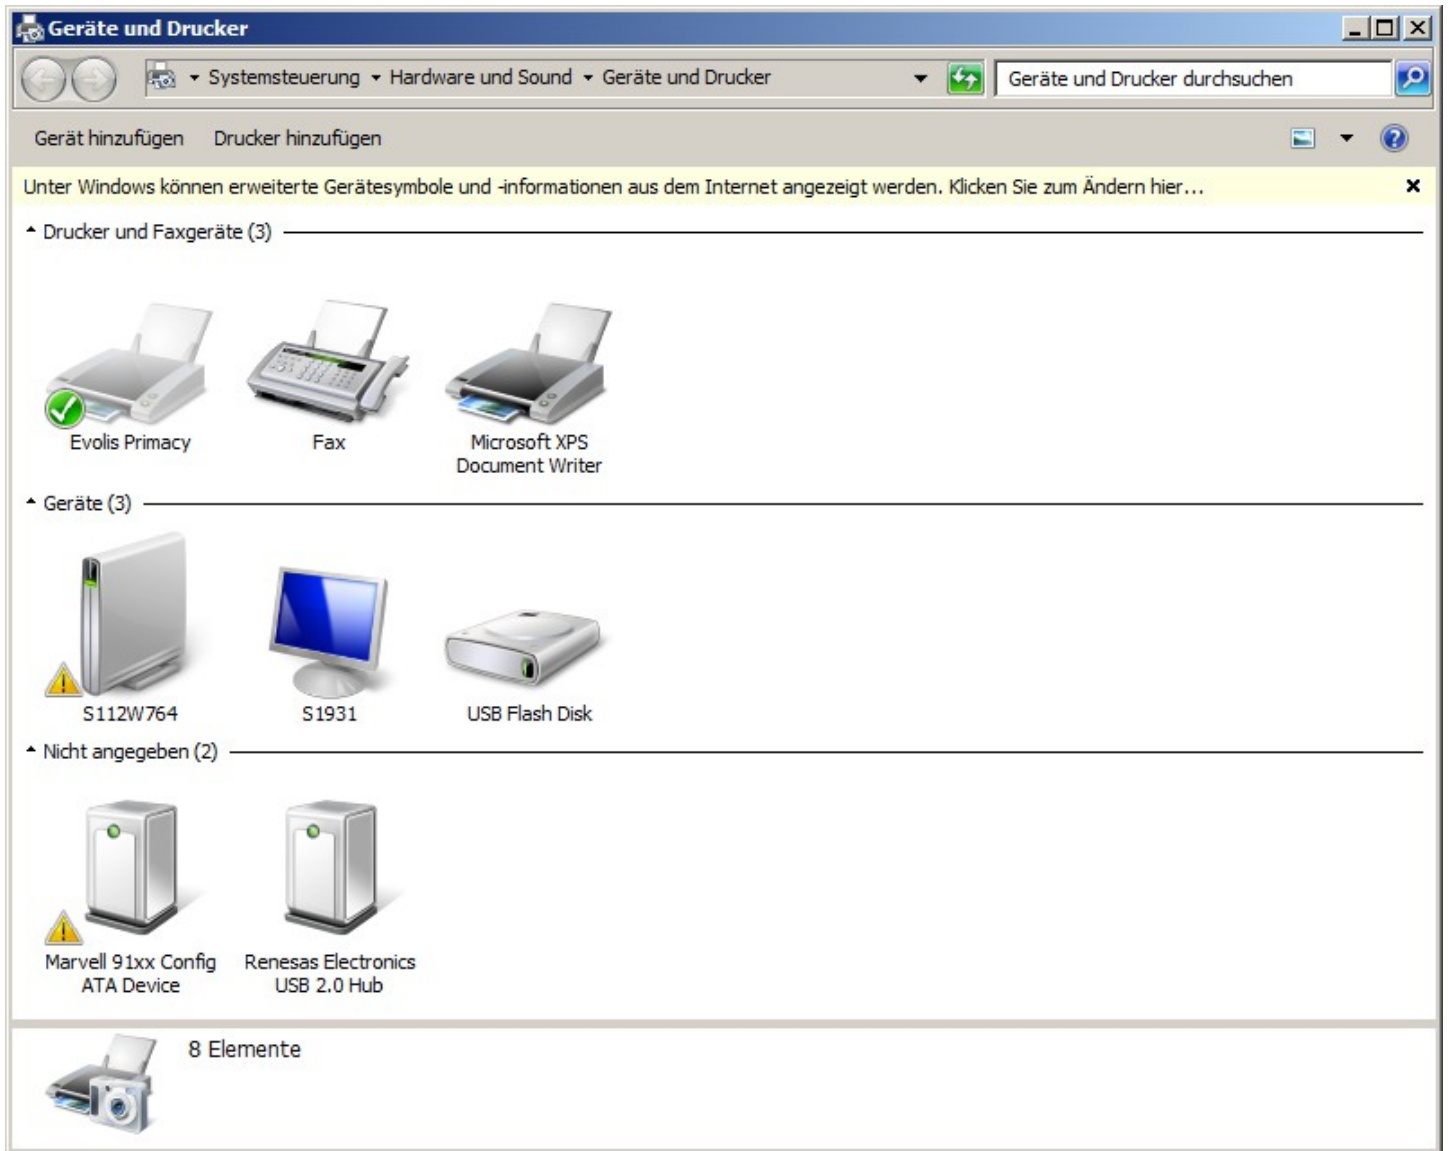 Geräte und Drucker
Systemsteuerung Hardware und Sound Geräte und Drucker
Geräte und Drucker durchsuchen
Gerät hinzufügen Drucker hinzufügen
Unter Windows können erweiterte Gerätesymbole und -informationen aus dem Internet angezeigt werden. Klicken Sie zum Ändern hier...
Drucker und Faxgeräte (3)
Evolis Primacy
Fax
Microsoft XPS
Document Writer
Geräte (3)
S112W764
S1931
USB Flash Disk
Nicht angegeben (2)
Marvell 91xx Config
ATA Device
Renesas Electronics
USB 2.0 Hub
8 Elemente